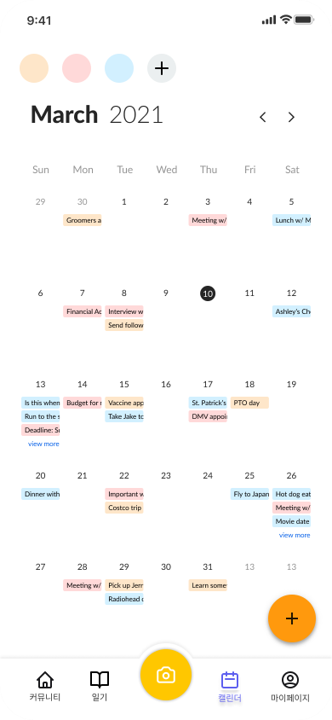 9:41
+
March 2021
< >
Sun Mon Tue Wed Thu Fri Sat
29 30 1 2 3 4 5
Groomers a Meeting w/ Lunch w/ M
6 7 8 9 10 11 12
Financial Ac Interview w Ashley's Ch
Send follow
13 14 15 16 17 18 19
Is this when Budget for Vaccine app St. Patrick's PTO day
Run to the s Take Jake to DMV appoi
Deadline: S
view more
20 21 22 23 24 25 26
Dinner with Important w Fly to Japan Hot dog eat
Costco trip Meeting w/
Movie date
view more
27 28 29 30 31 13 13
Meeting w/ Pick up Jerr Learn some
Radiohead c
+
커뮤니티 일기 캘린더 마이페이지